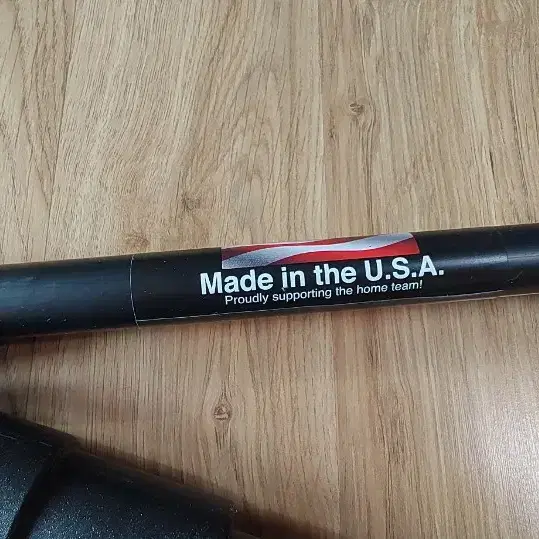 Made in the U.S.A.
Proudly supporting the home team!